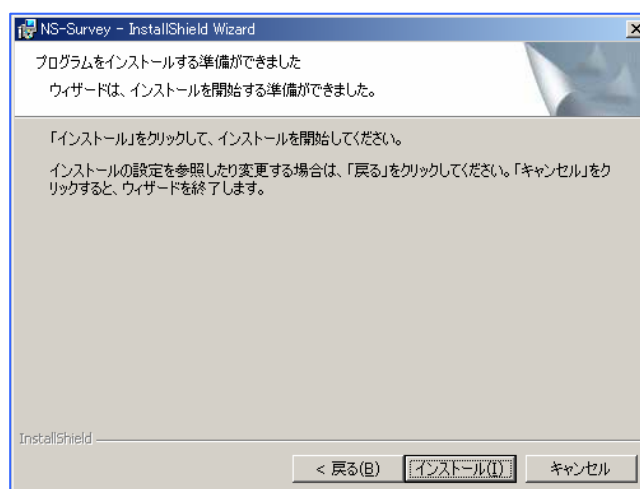 NS-Survey - InstallShield Wizard
プログラムをインストールする準備ができました
ウィザードは、インストールを開始する準備ができました。
「インストール」をクリックして、インストールを開始してください。
インストールの設定を参照したり変更する場合は、「戻る」をクリックしてください。「キャンセル」をク
リックすると、ウィザードを終了します。
InstallShield
< 戻る(B) インストール(I) キャンセル